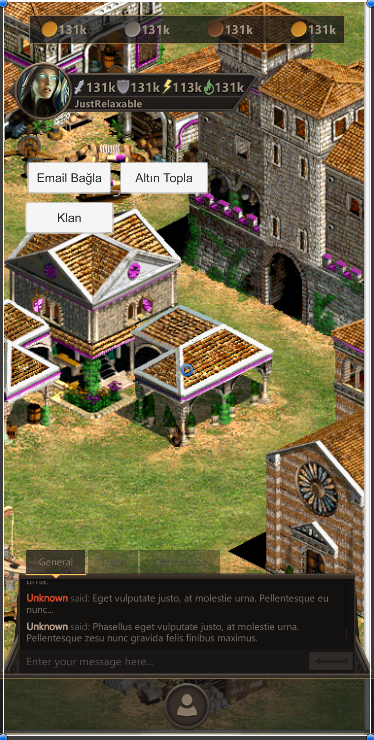 131k 131k 131k 131k
131k 131k 113k 131k
JustRelaxable
Email Bağla Altın Topla
Klan
General
urna.
Unknown said: Eget vulputate justo, at molestie urna. Pellentesque eu
nunc...
Unknown said: Phasellus eget vulputate justo, at molestie urna.
Pellentesque zesu nunc gravida felis finibus maximus.
Enter your message here...